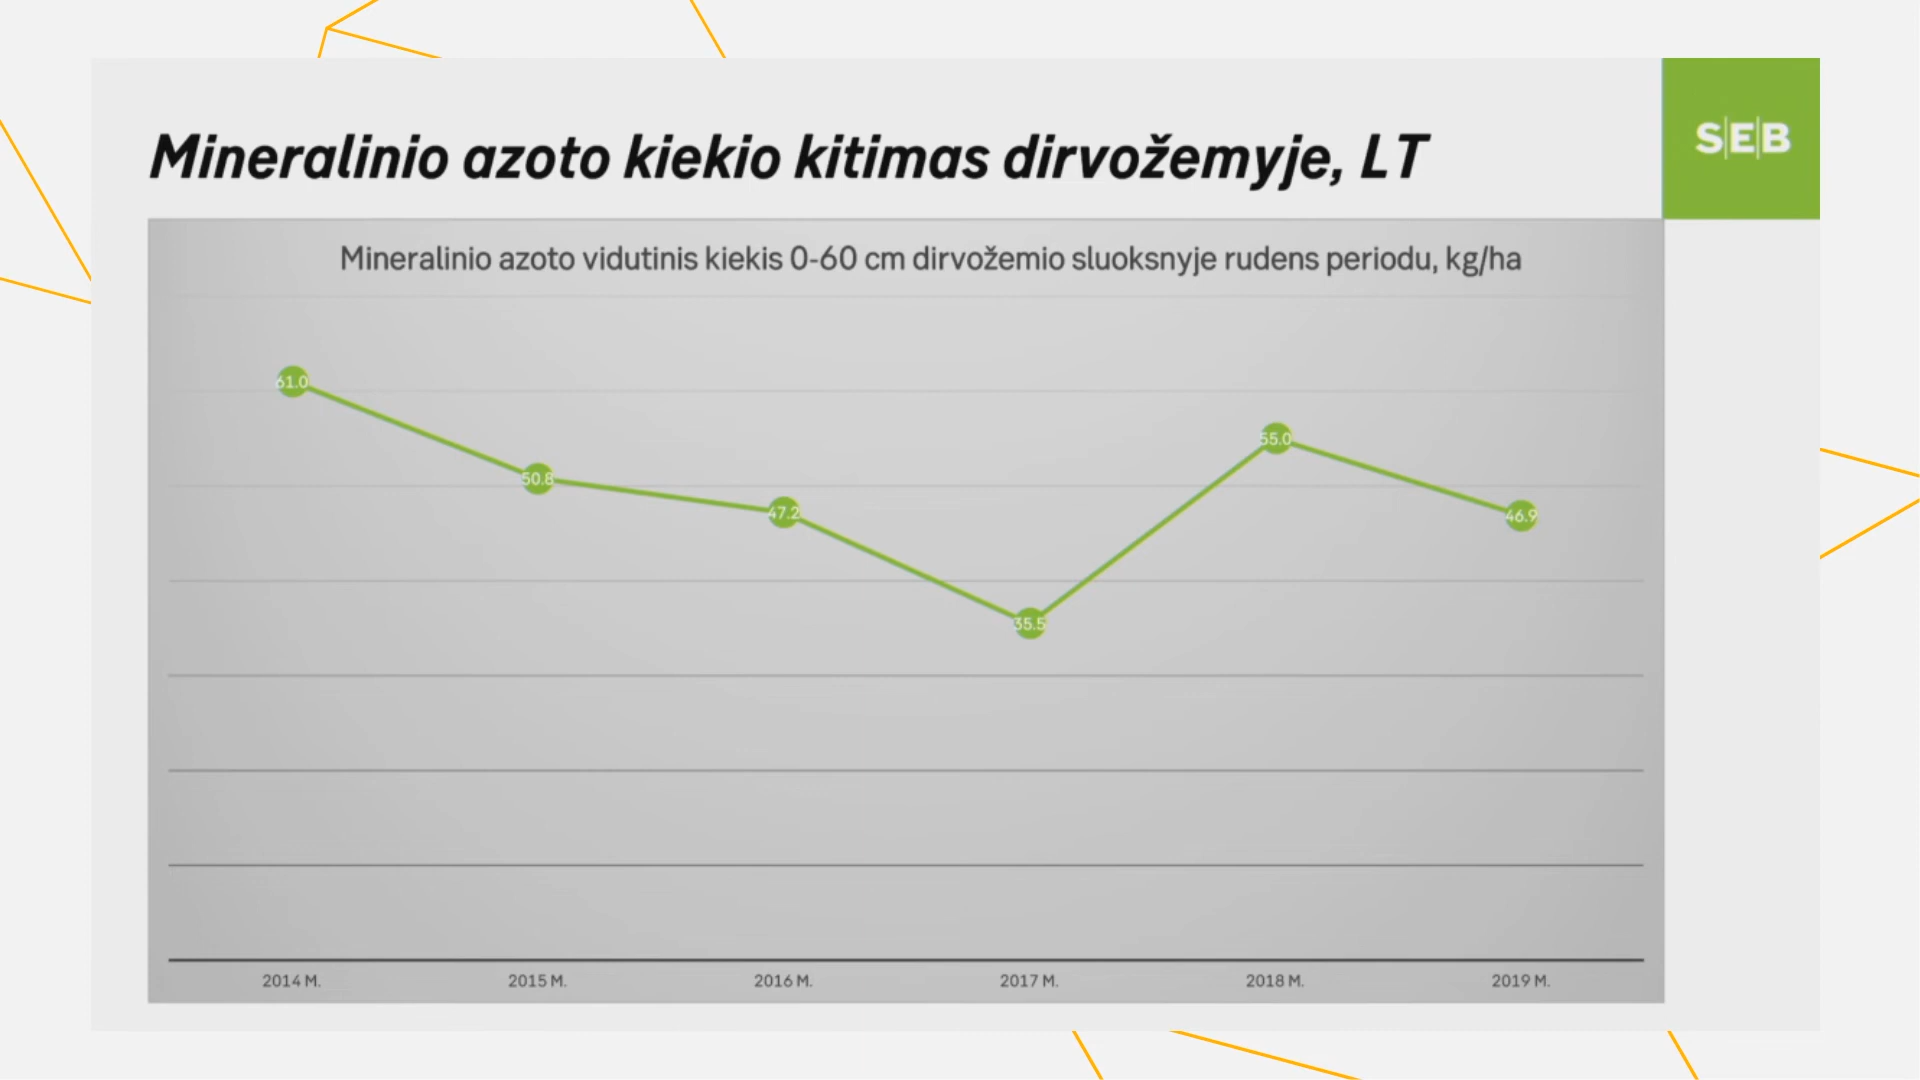 Mineralinio azoto kiekio kitimas dirvožemyje, LT
SEB
Mineralinio azoto vidutinis kiekis 0-60 cm dirvožemio sluoksnyje rudens periodu, kg/ha
61.0
50.8
47.2
35.5
55.0
46.9
2014 M.
2015 M.
2016 M.
2017 M.
2018 M.
2019 M.